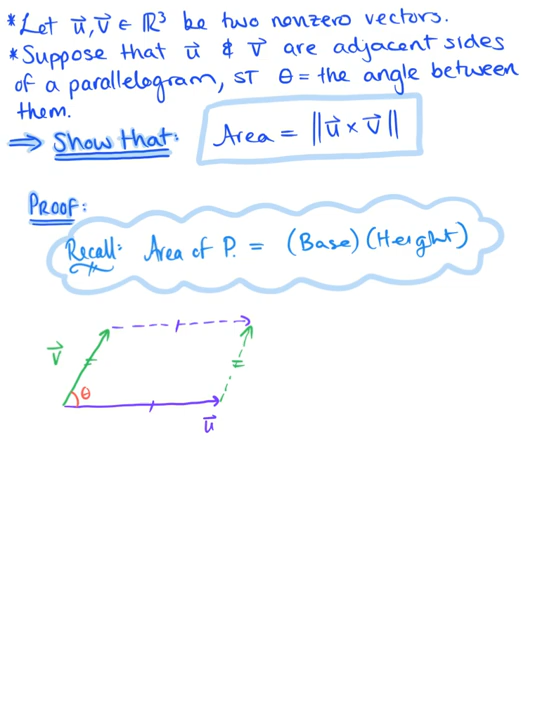 *Let u⃗, v⃗ ∈ ℝ³ be two nonzero vectors.
*Suppose that u⃗ & v⃗ are adjacent sides
of a parallelogram, ST θ = the angle between
them.
⇒ Show that: Area = ||u⃗ × v⃗||
PROOF:
Recall: Area of P. = (Base)(Height)
v⃗
θ
u⃗